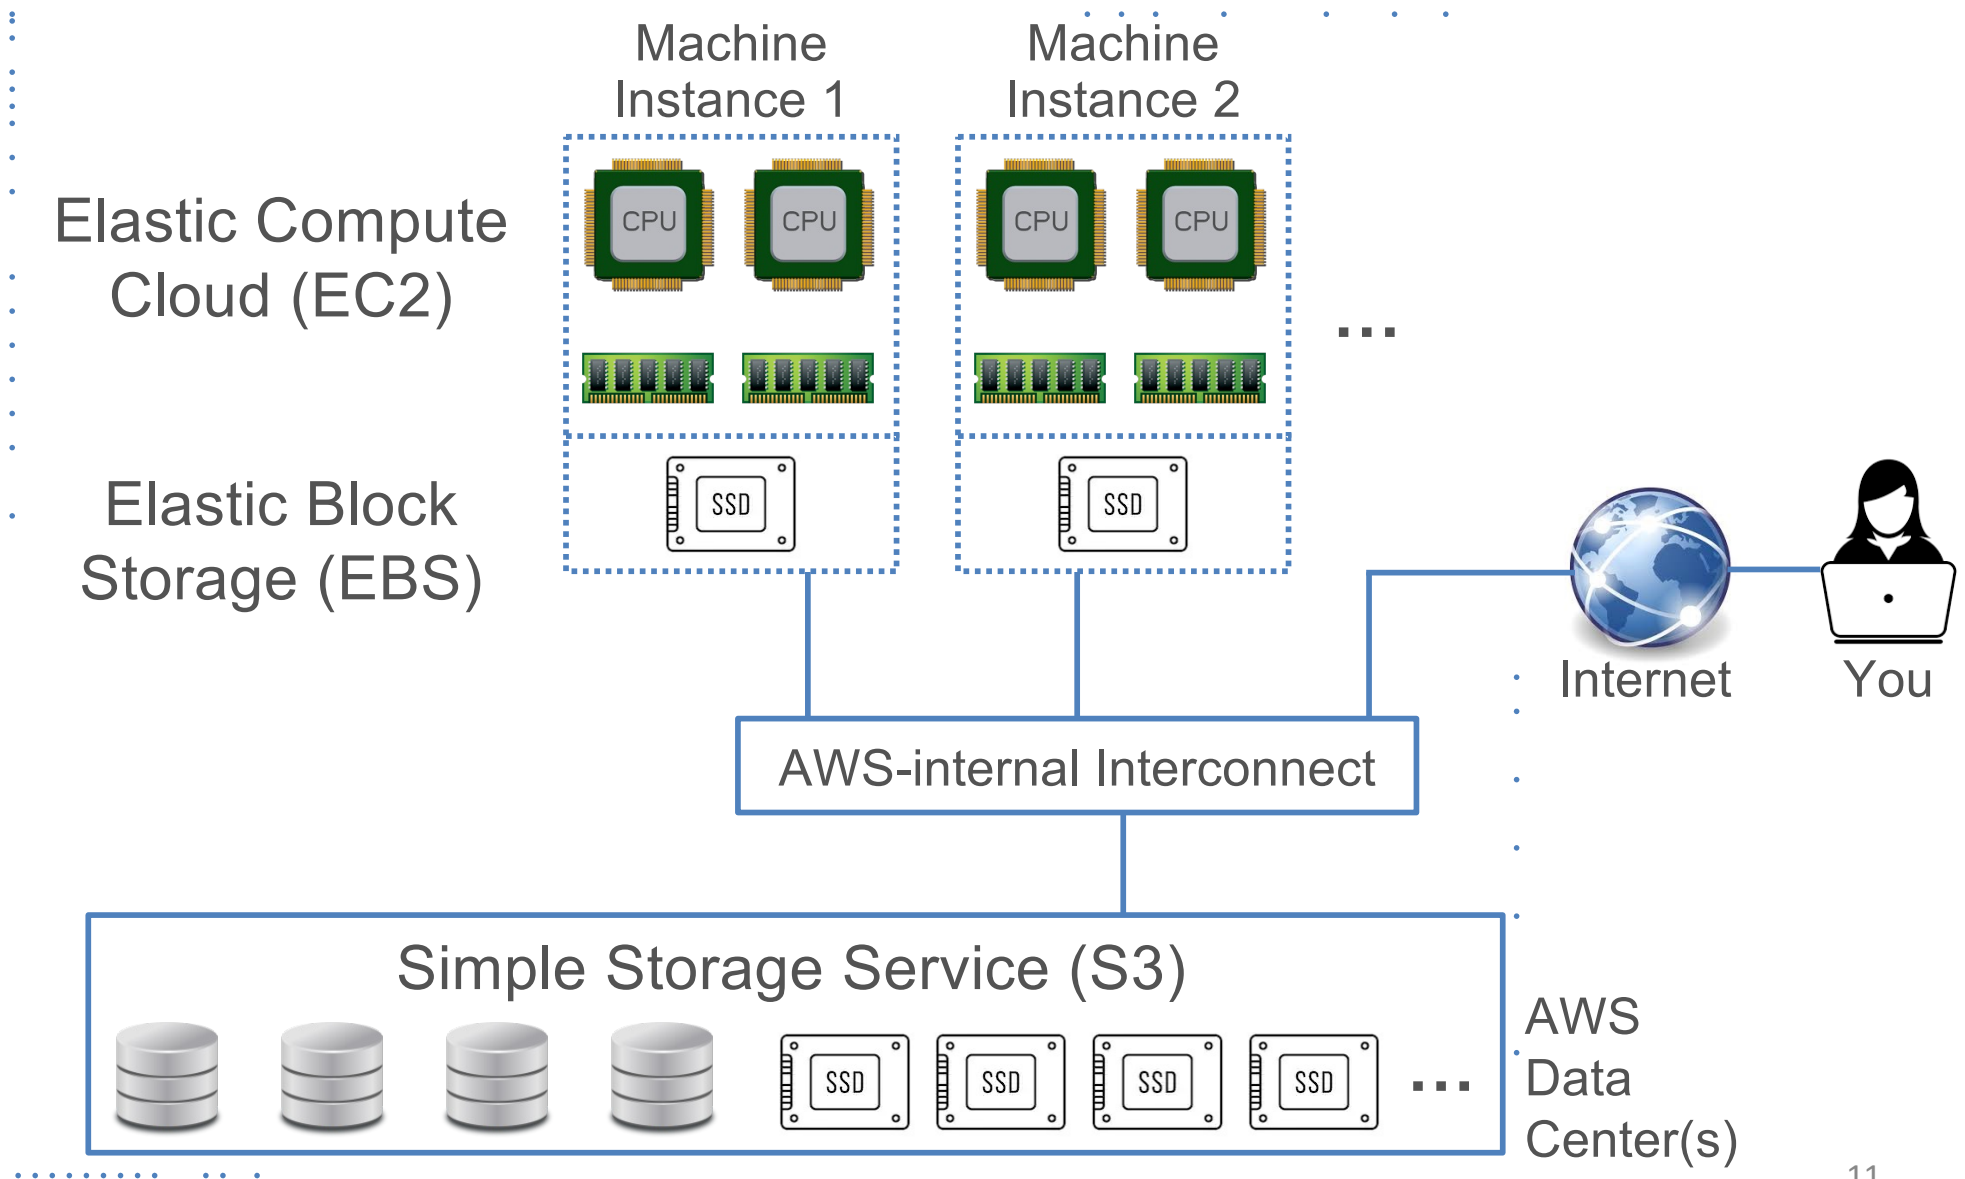 Machine
Instance 1
Machine
Instance 2
Elastic Compute
Cloud (EC2)
CPU
CPU
CPU
CPU
...
Elastic Block
Storage (EBS)
SSD
SSD
Internet
You
AWS-internal Interconnect
Simple Storage Service (S3)
SSD
SSD
SSD
SSD
...
AWS
Data
Center(s)
11